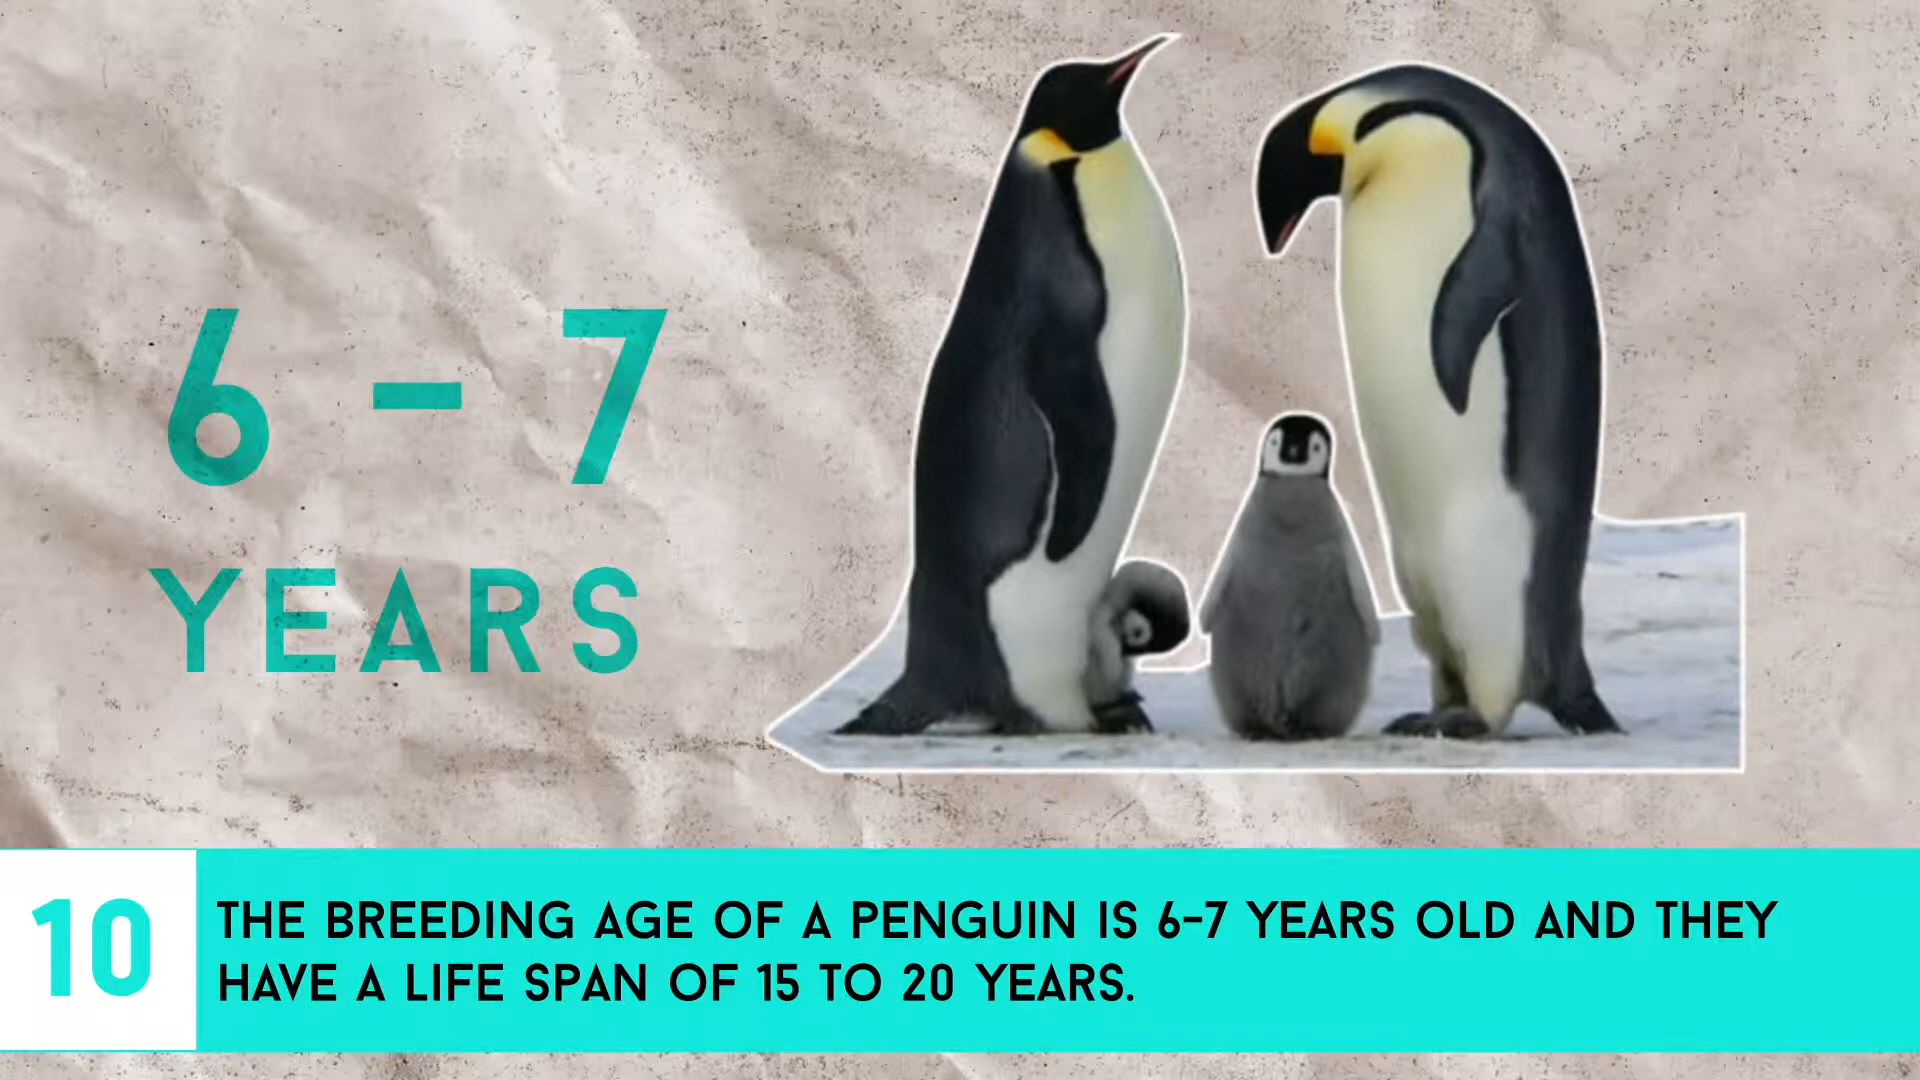 6 - 7
YEARS
10
THE BREEDING AGE OF A PENGUIN IS 6-7 YEARS OLD AND THEY
HAVE A LIFE SPAN OF 15 TO 20 YEARS.